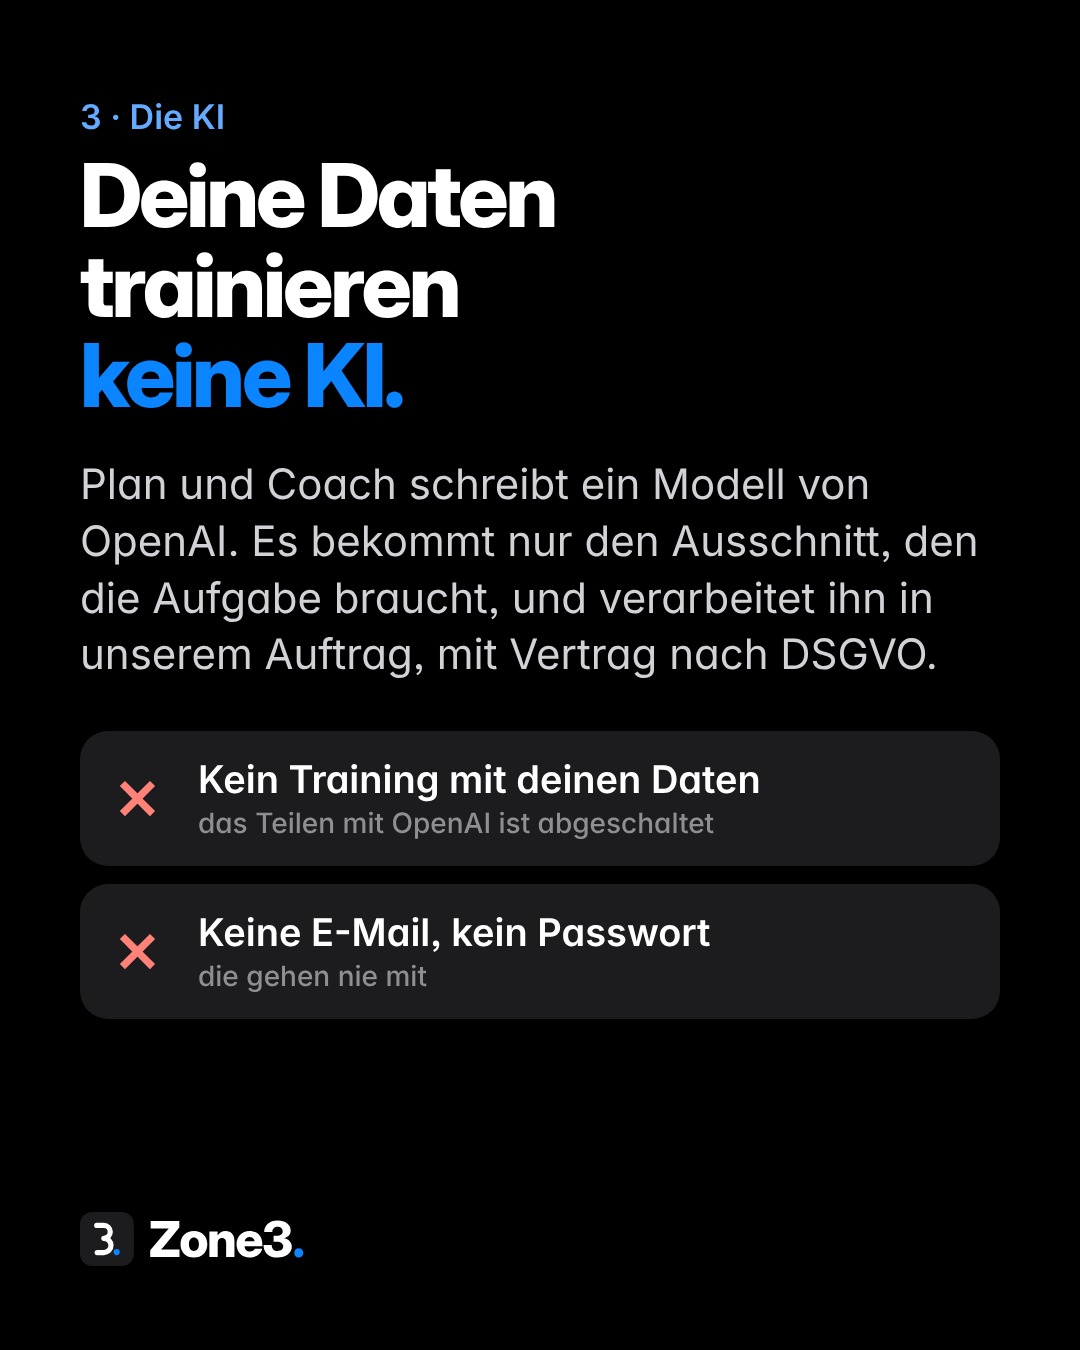 3 · Die KI
Deine Daten
trainieren
keine KI.
Plan und Coach schreibt ein Modell von
OpenAI. Es bekommt nur den Ausschnitt, den
die Aufgabe braucht, und verarbeitet ihn in
unserem Auftrag, mit Vertrag nach DSGVO.
✕ Kein Training mit deinen Daten
das Teilen mit OpenAI ist abgeschaltet
✕ Keine E-Mail, kein Passwort
die gehen nie mit
3. Zone3.